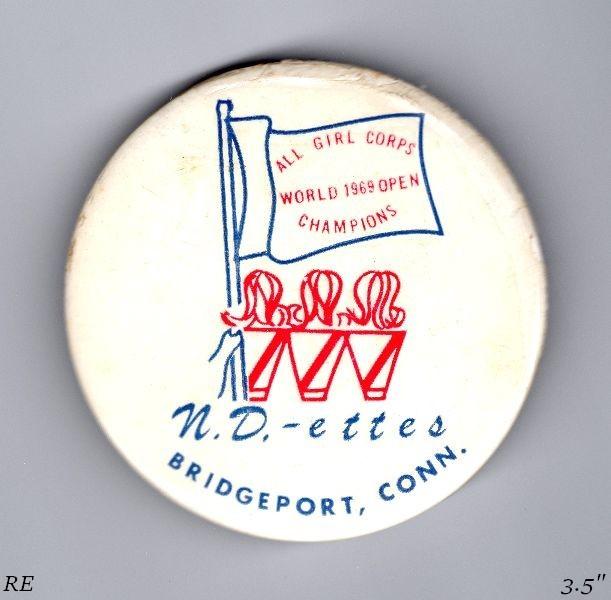 ALL GIRL CORPS
WORLD 1969 OPEN
CHAMPIONS
N.D.-ettes
BRIDGEPORT, CONN.
RE
3.5"